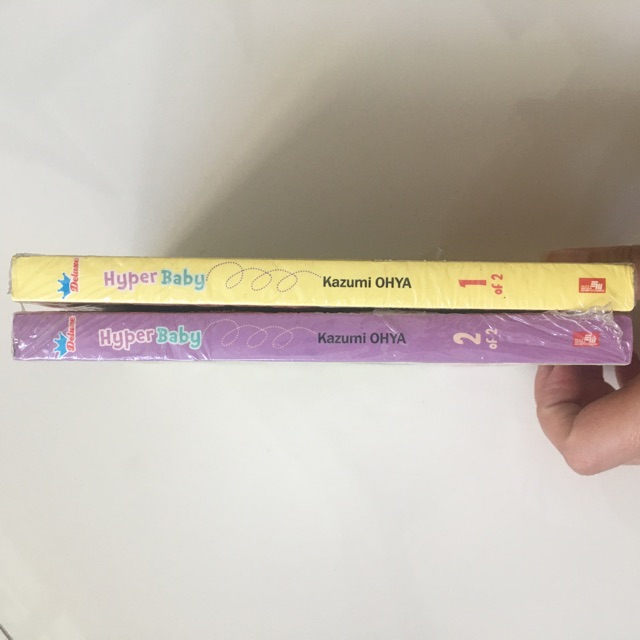 Deluxe
Hyper Baby
Kazumi OHYA
1 of 2
Deluxe
Hyper Baby
Kazumi OHYA
2 of 2